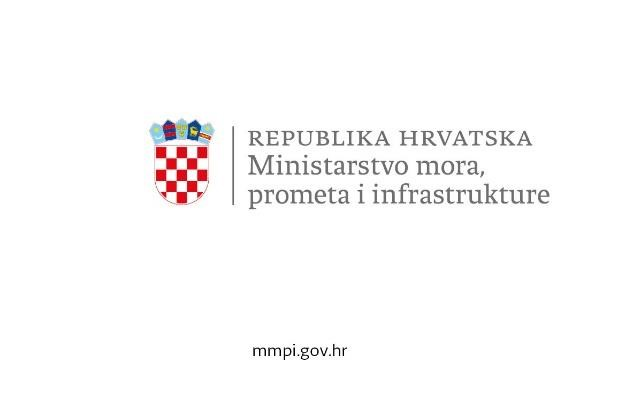 REPUBLIKA HRVATSKA
Ministarstvo mora,
prometa i infrastrukture
mmpi.gov.hr